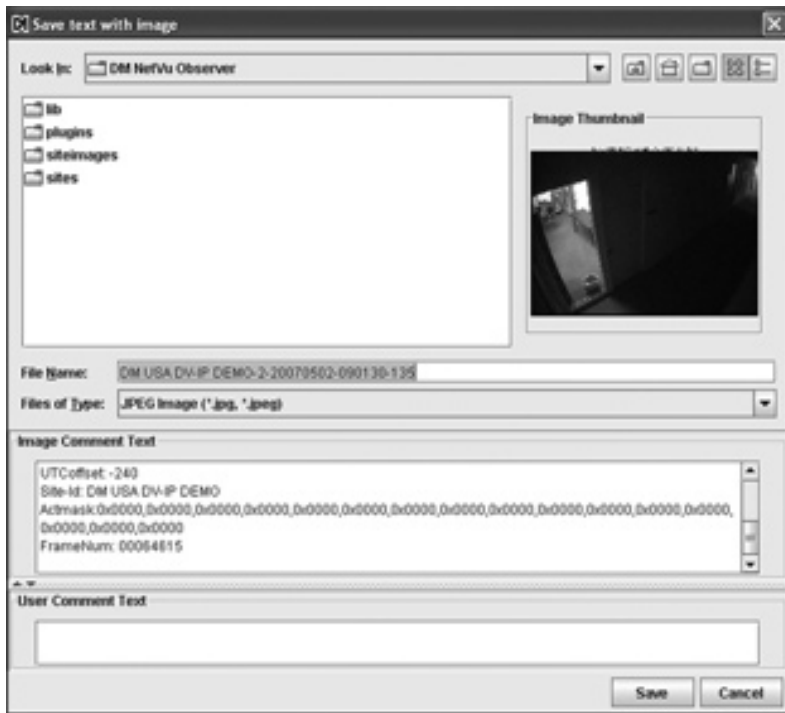 Save text with image
Look In: DM NetVu Observer
lib
plugins
siteimages
sites
Image Thumbnail
File Name: DM USA DV-IP DEMO-2-20070502-090130-135
Files of Type: JPEG Image (*.jpg, *.jpeg)
Image Comment Text
UTCoffset: -240
Site-Id: DM USA DV-IP DEMO
Actmask:0x0000,0x0000,0x0000,0x0000,0x0000,0x0000,0x0000,0x0000,0x0000,0x0000,0x0000,0x0000,0x0000,
0x0000,0x0000,0x0000
FrameNum: 00064615
User Comment Text
Save Cancel